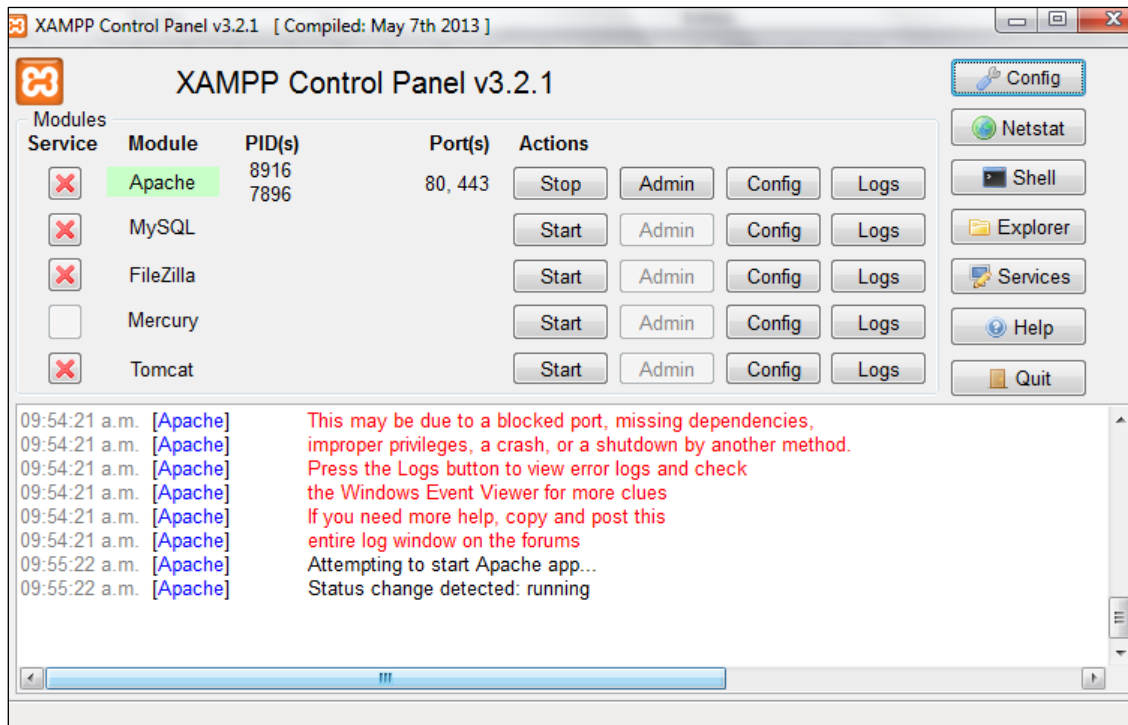 XAMPP Control Panel v3.2.1 [ Compiled: May 7th 2013 ]
XAMPP Control Panel v3.2.1
Config
Modules
Netstat
Service Module PID(s) Port(s) Actions
Apache 8916 7896 80, 443 Stop Admin Config Logs
Shell
MySQL Start Admin Config Logs
Explorer
FileZilla Start Admin Config Logs
Services
Mercury Start Admin Config Logs
Help
Tomcat Start Admin Config Logs
Quit
09:54:21 a.m. [Apache] This may be due to a blocked port, missing dependencies,
09:54:21 a.m. [Apache] improper privileges, a crash, or a shutdown by another method.
09:54:21 a.m. [Apache] Press the Logs button to view error logs and check
09:54:21 a.m. [Apache] the Windows Event Viewer for more clues
09:54:21 a.m. [Apache] If you need more help, copy and post this
09:54:21 a.m. [Apache] entire log window on the forums
09:55:22 a.m. [Apache] Attempting to start Apache app...
09:55:22 a.m. [Apache] Status change detected: running